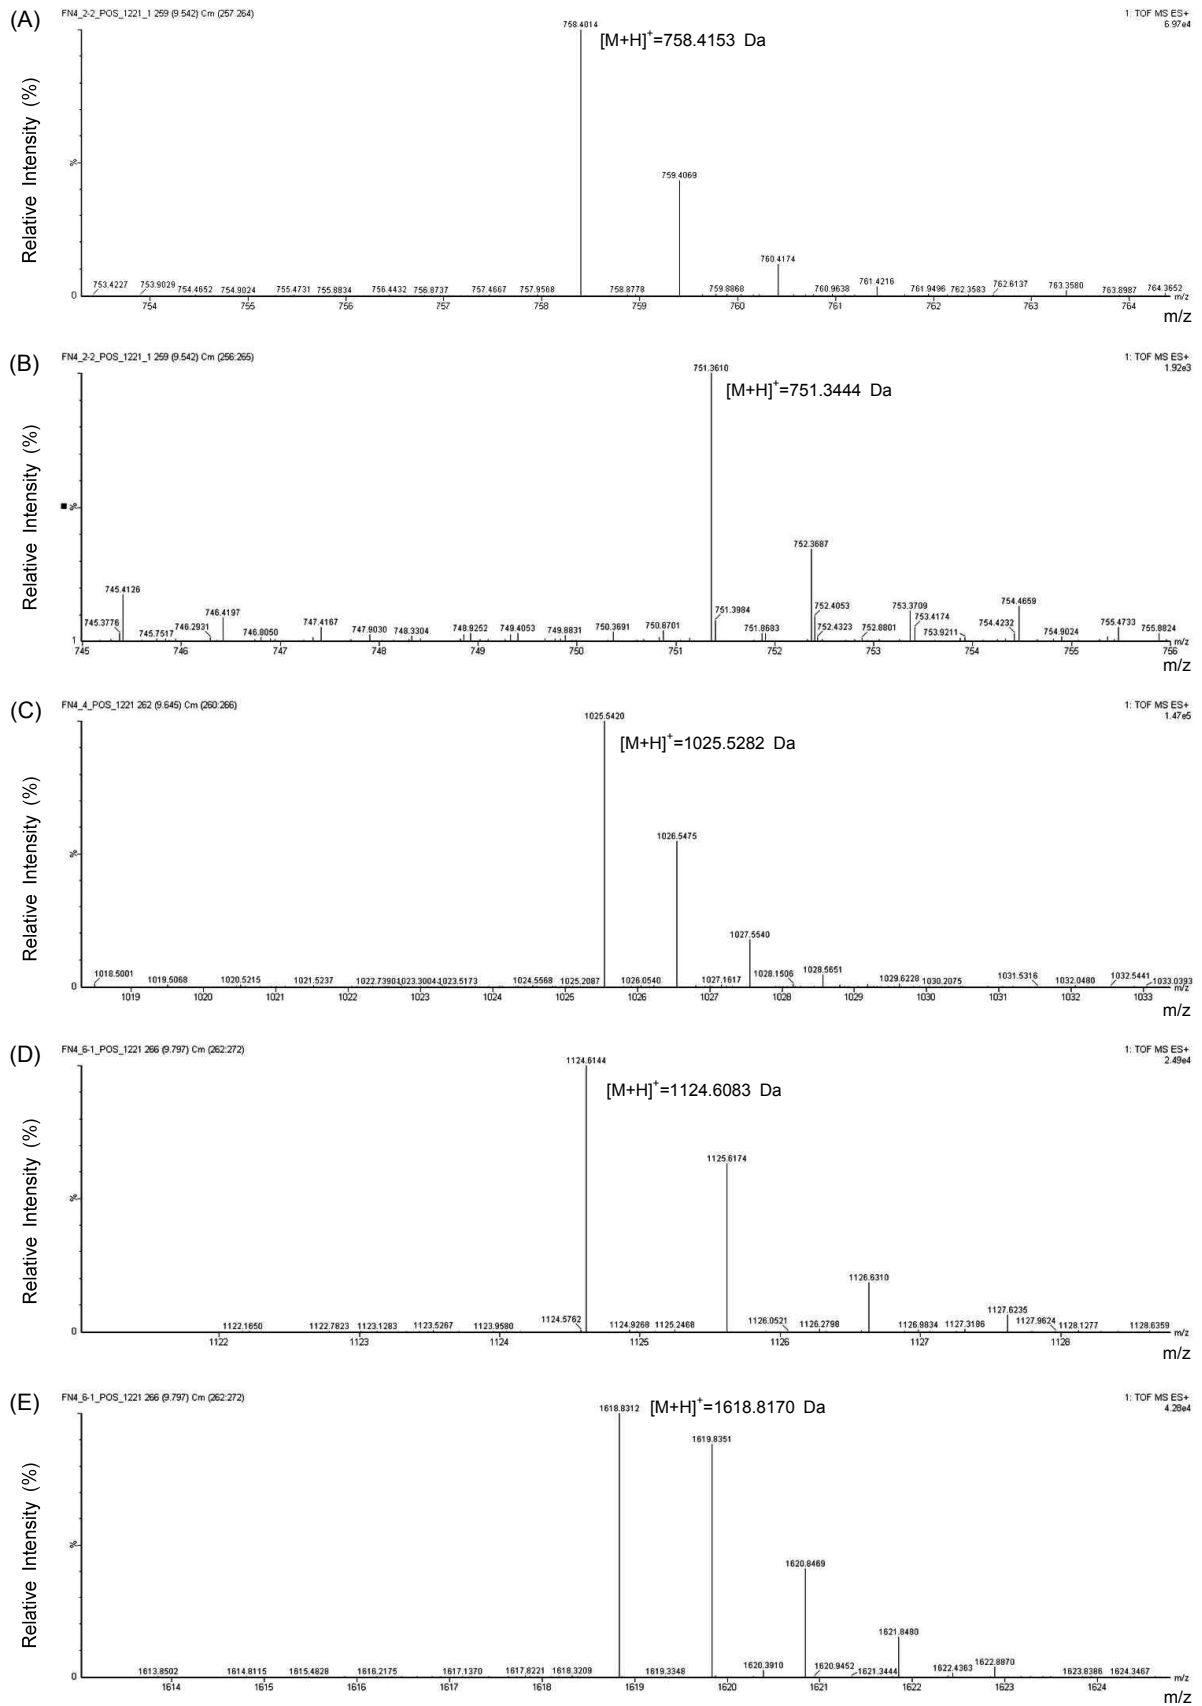 (A)
FN4_2-2_POS_1221_1 259 (9.542) Cm (257:264)
1: TOF MS ES+
6.97e4
758.4014
[M+H]+=758.4153 Da
Relative Intensity (%)
%
759.4069
760.4174
753.4227 753.9029 754.4652 754.9024 755.4731 755.8834 756.4432 756.8737 757.4667 757.9568 758.8778 759.8868 760.9638 761.4216 761.9496 762.3583 762.6137 763.3580 763.8987 764.3652
0
754 755 756 757 758 759 760 761 762 763 764 m/z
m/z
(B)
FN4_2-2_POS_1221_1 259 (9.542) Cm (256:265)
1: TOF MS ES+
1.92e3
751.3610
[M+H]+=751.3444 Da
Relative Intensity (%)
%
752.3687
745.4126 754.4659
746.4197 752.4053 753.3709
745.3776 745.7517 746.2931 746.8050 747.4167 747.9030 748.3304 748.9252 749.4053 749.8831 750.3691 750.8701 751.3984 751.8683 752.4323 752.8801 753.4174 753.9211 754.4232 754.9024 755.4733 755.8824
1
745 746 747 748 749 750 751 752 753 754 755 756 m/z
m/z
(C)
FN4_4_POS_1221 262 (9.645) Cm (260:266)
1: TOF MS ES+
1.47e5
1025.5420
[M+H]+=1025.5282 Da
Relative Intensity (%)
%
1026.5475
1027.5540
1018.5001 1019.5068 1020.5215 1021.5237 1022.7390 1023.3004 1023.5173 1024.5568 1025.2087 1026.0540 1027.1617 1028.1506 1028.5651 1029.6228 1030.2075 1031.5316 1032.0480 1032.5441 1033.0393
0
1019 1020 1021 1022 1023 1024 1025 1026 1027 1028 1029 1030 1031 1032 1033 m/z
m/z
(D)
FN4_6-1_POS_1221 266 (9.797) Cm (262:272)
1: TOF MS ES+
2.49e4
1124.6144
[M+H]+=1124.6083 Da
Relative Intensity (%)
%
1125.6174
1126.6310
1122.1650 1122.7823 1123.1283 1123.5267 1123.9580 1124.5762 1124.9268 1125.2468 1126.0521 1126.2798 1126.9834 1127.3186 1127.6235 1127.9624 1128.1277 1128.6359
0
1122 1123 1124 1125 1126 1127 1128 m/z
m/z
(E)
FN4_6-1_POS_1221 266 (9.797) Cm (262:272)
1: TOF MS ES+
4.28e4
1618.8312
[M+H]+=1618.8170 Da
Relative Intensity (%)
%
1619.8351
1620.8469
1621.8480
1613.8502 1614.8115 1615.4828 1616.2175 1617.1370 1617.8221 1618.3209 1619.3348 1620.3910 1620.9452 1621.3444 1622.4363 1622.8870 1623.8386 1624.3467
0
1614 1615 1616 1617 1618 1619 1620 1621 1622 1623 1624 m/z
m/z